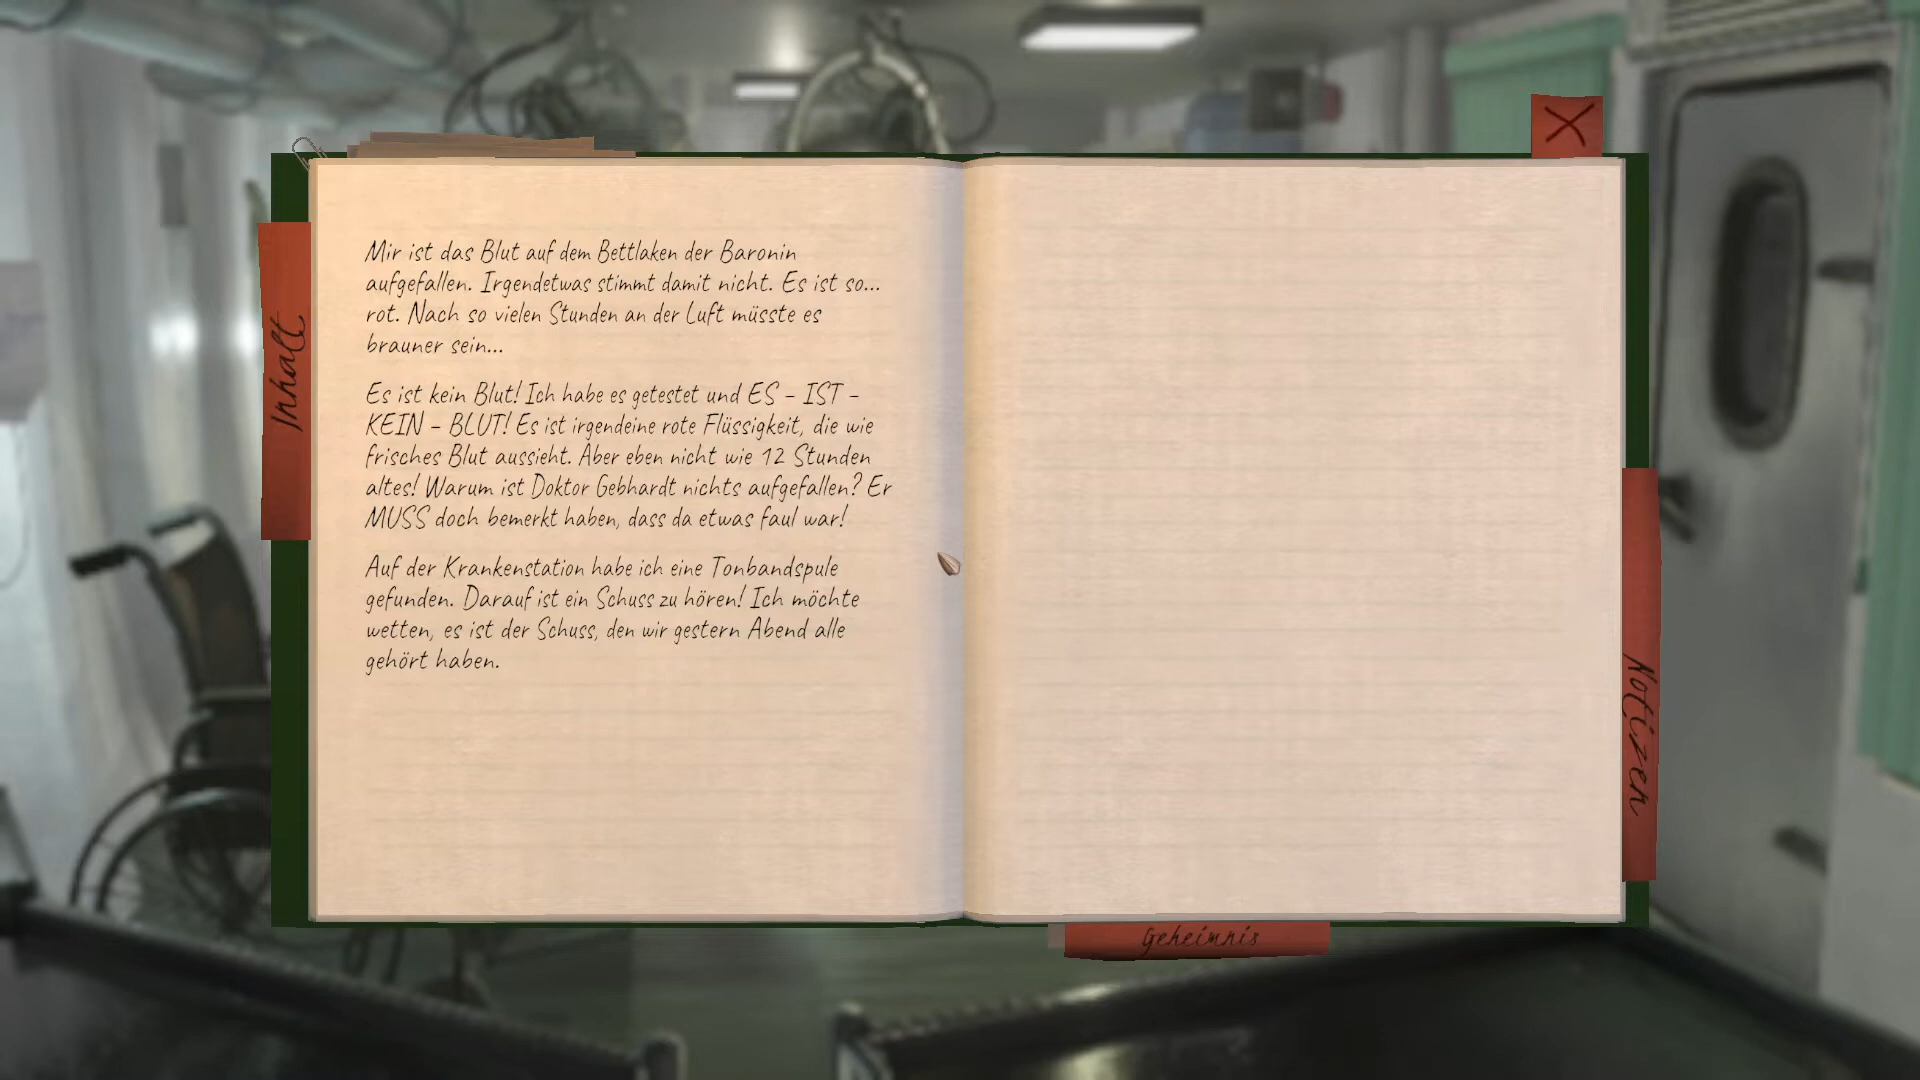 Mir ist das Blut auf dem Bettlaken der Baronin
aufgefallen. Irgendetwas stimmt damit nicht. Es ist so...
rot. Nach so vielen Stunden an der Luft müsste es
brauner sein...
Es ist kein Blut! Ich habe es getestet und ES - IST -
KEIN - BLUT! Es ist irgendeine rote Flüssigkeit, die wie
frisches Blut aussieht. Aber eben nicht wie 12 Stunden
altes! Warum ist Doktor Gebhardt nichts aufgefallen? Er
MUSS doch bemerkt haben, dass da etwas faul war!
Auf der Krankenstation habe ich eine Tonbandspule
gefunden. Darauf ist ein Schuss zu hören! Ich möchte
wetten, es ist der Schuss, den wir gestern Abend alle
gehört haben.
Inhalt
Notizen
Geheimnis